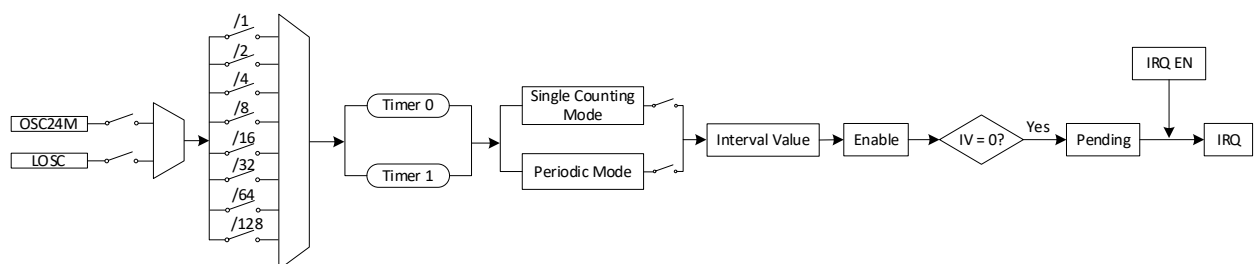 OSC24M
LOSC
/1
/2
/4
/8
/16
/32
/64
/128
Timer 0
Timer 1
Single Counting
Mode
Periodic Mode
Interval Value
Enable
IV = 0?
Yes
Pending
IRQ EN
IRQ